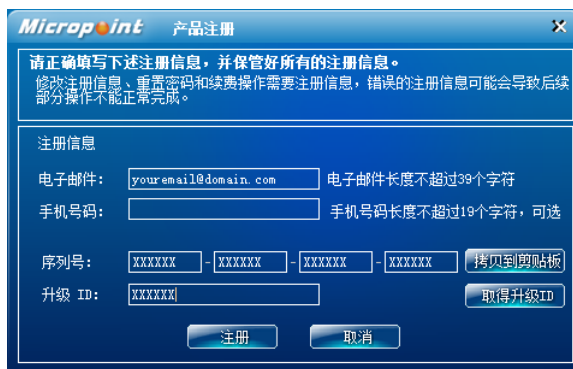 Micropoint 产品注册
请正确填写下述注册信息，并保管好所有的注册信息。
修改注册信息、重置密码和续费操作需要注册信息，错误的注册信息可能会导致后续
部分操作不能正常完成。
注册信息
电子邮件： youremail@domain.com 电子邮件长度不超过39个字符
手机号码： 手机号码长度不超过19个字符，可选
序列号： XXXXXX - XXXXXX - XXXXXX - XXXXXX 拷贝到剪贴板
升级 ID： XXXXXX 取得升级ID
注册 取消